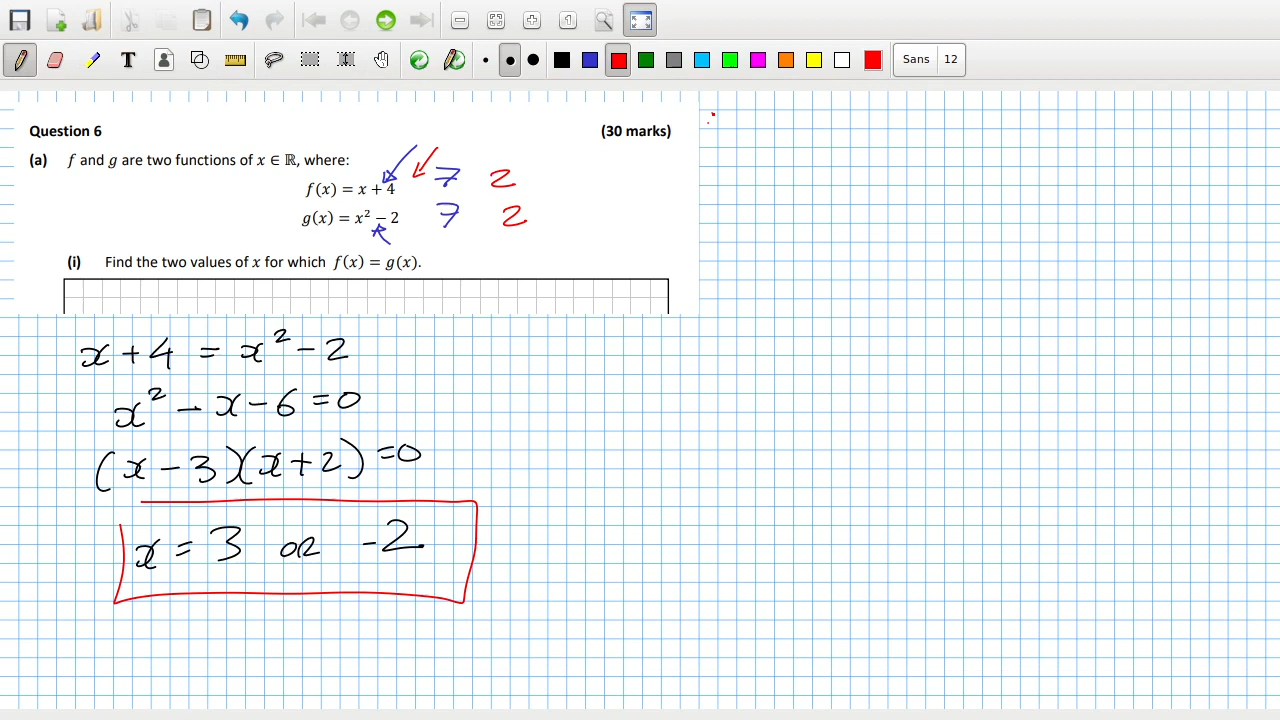 Sans 12
Question 6 (30 marks)
(a) f and g are two functions of x ∈ ℝ, where:
f(x) = x + 4 7 2
g(x) = x² − 2 7 2
(i) Find the two values of x for which f(x) = g(x).
x + 4 = x² − 2
x² − x − 6 = 0
(x − 3)(x + 2) = 0
x = 3 or −2